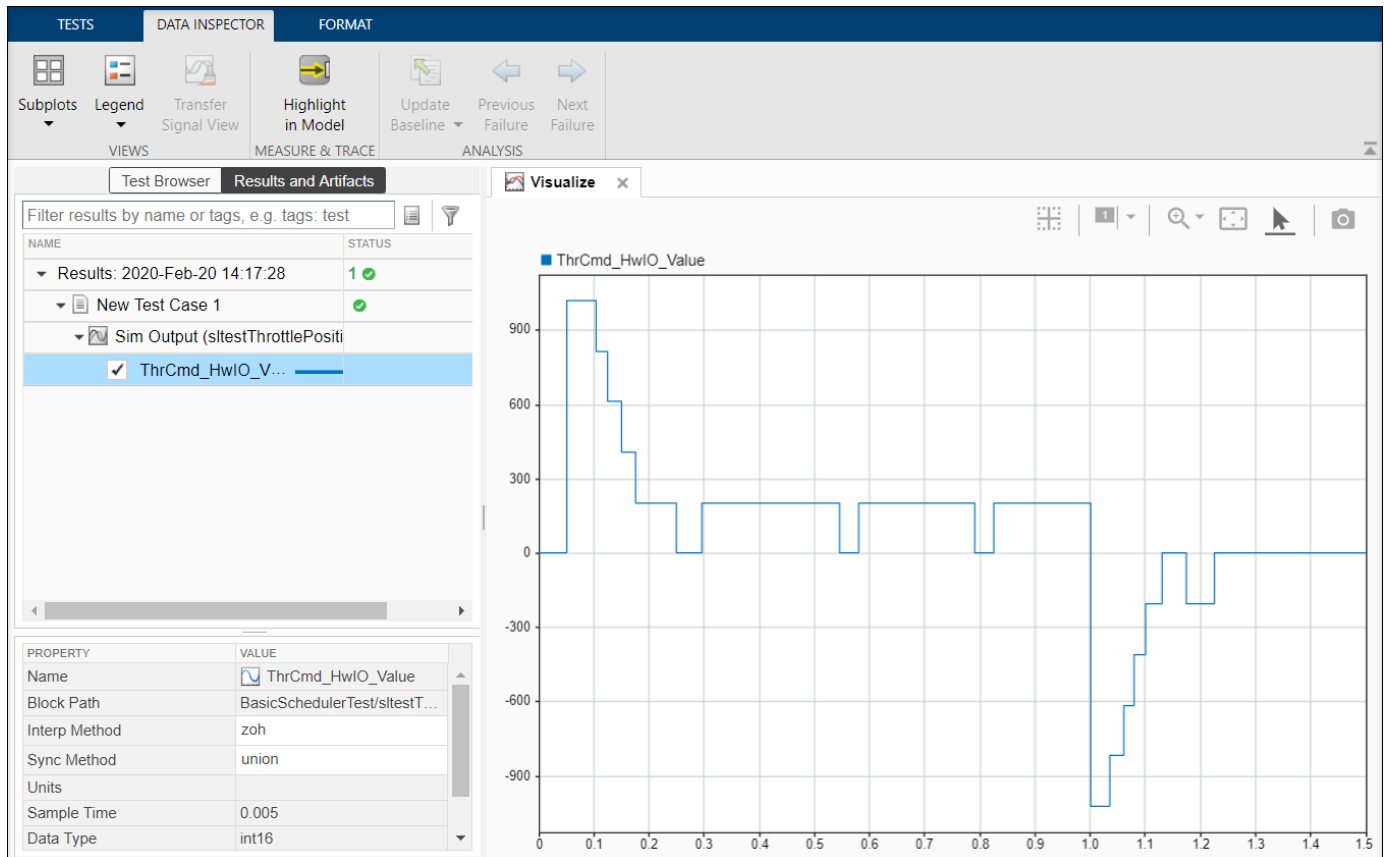 TESTS DATA INSPECTOR FORMAT
Subplots Legend Transfer Signal View Highlight in Model Update Baseline Previous Failure Next Failure
VIEWS MEASURE & TRACE ANALYSIS
Test Browser Results and Artifacts
Filter results by name or tags, e.g. tags: test
NAME STATUS
Results: 2020-Feb-20 14:17:28 1
New Test Case 1
Sim Output (sltestThrottlePositi
ThrCmd_HwIO_V...
PROPERTY VALUE
Name ThrCmd_HwIO_Value
Block Path BasicSchedulerTest/sltestT...
Interp Method zoh
Sync Method union
Units
Sample Time 0.005
Data Type int16
Visualize
1
ThrCmd_HwIO_Value
900
600
300
0
-300
-600
-900
0 0.1 0.2 0.3 0.4 0.5 0.6 0.7 0.8 0.9 1.0 1.1 1.2 1.3 1.4 1.5